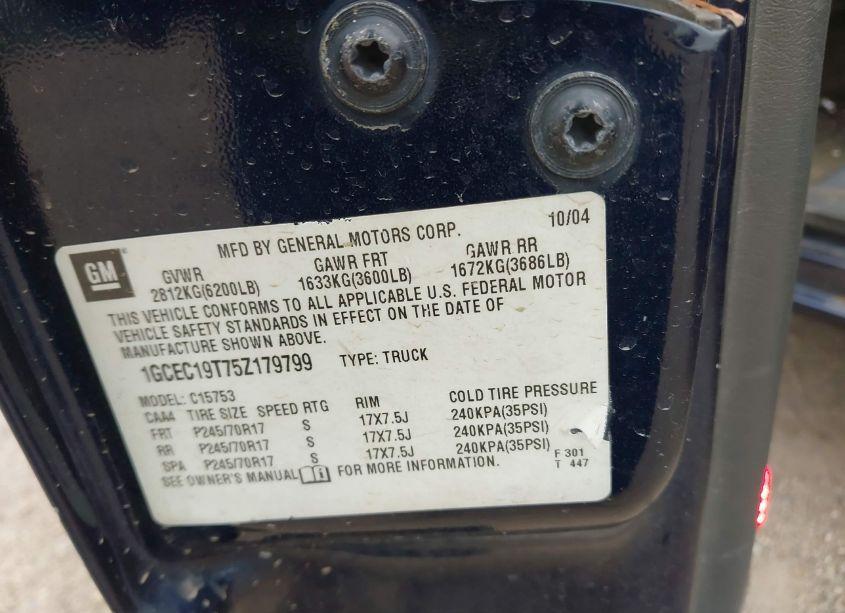 10/04
GM MFD BY GENERAL MOTORS CORP.
GVWR GAWR FRT GAWR RR
2812KG(6200LB) 1633KG(3600LB) 1672KG(3686LB)
THIS VEHICLE CONFORMS TO ALL APPLICABLE U.S. FEDERAL MOTOR
VEHICLE SAFETY STANDARDS IN EFFECT ON THE DATE OF
MANUFACTURE SHOWN ABOVE.
1GCEC19T75Z179799 TYPE: TRUCK
MODEL: C15753
CAA4 TIRE SIZE SPEED RTG RIM COLD TIRE PRESSURE
FRT P245/70R17 S 17X7.5J 240KPA(35PSI)
RR P245/70R17 S 17X7.5J 240KPA(35PSI)
SPA P245/70R17 S 17X7.5J 240KPA(35PSI)
SEE OWNER'S MANUAL FOR MORE INFORMATION.
F 301
T 447